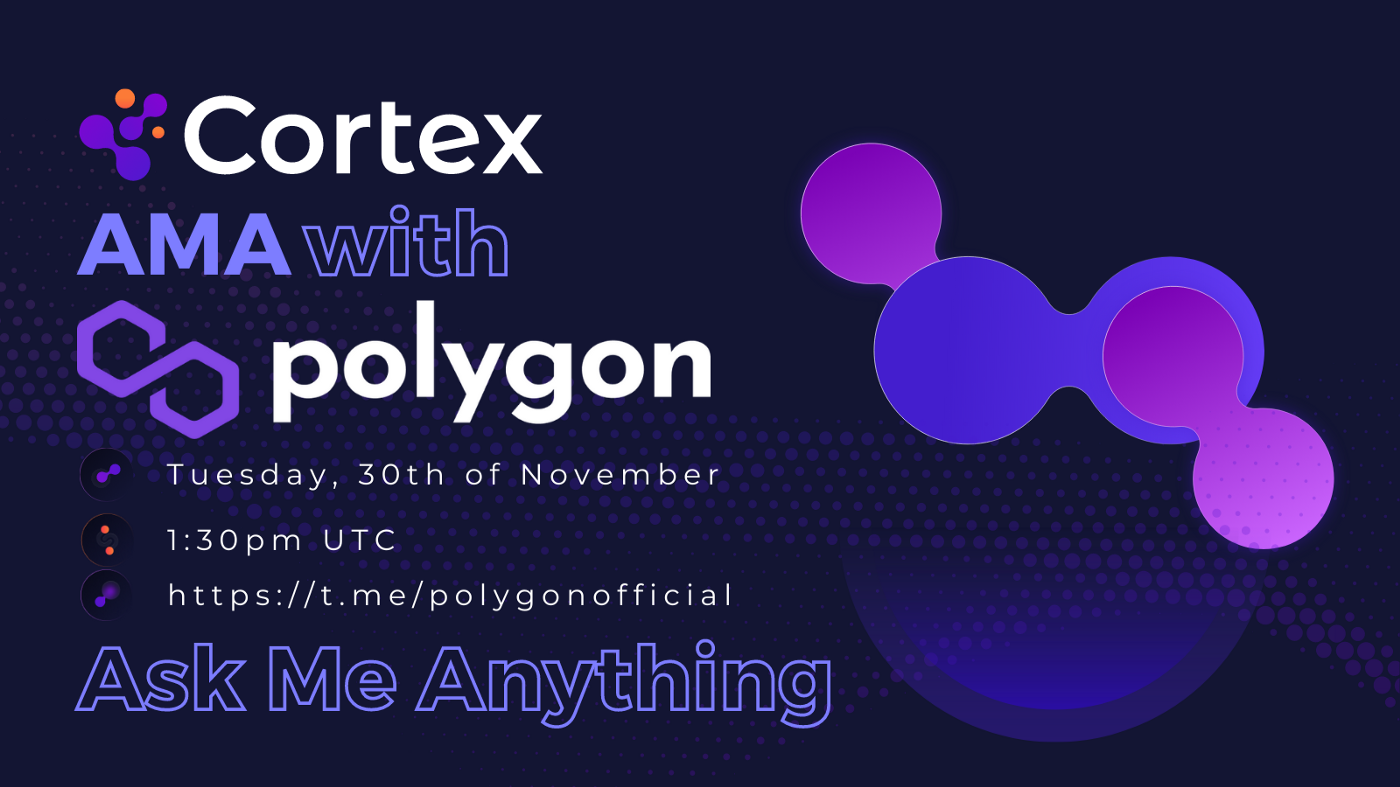 Cortex
AMA with
polygon
Tuesday, 30th of November
1:30pm UTC
https://t.me/polygonofficial
Ask Me Anything